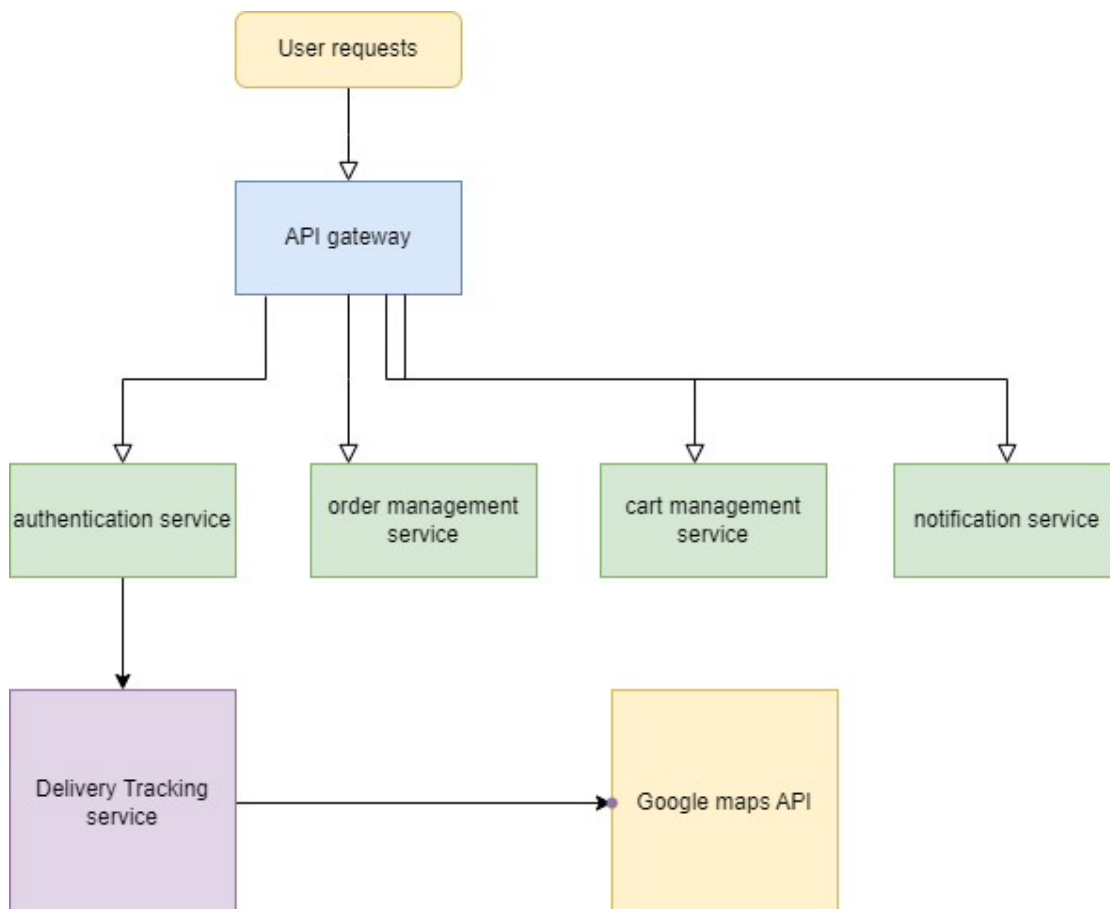 User requests
API gateway
authentication service
order management
service
cart management
service
notification service
Delivery Tracking
service
Google maps API